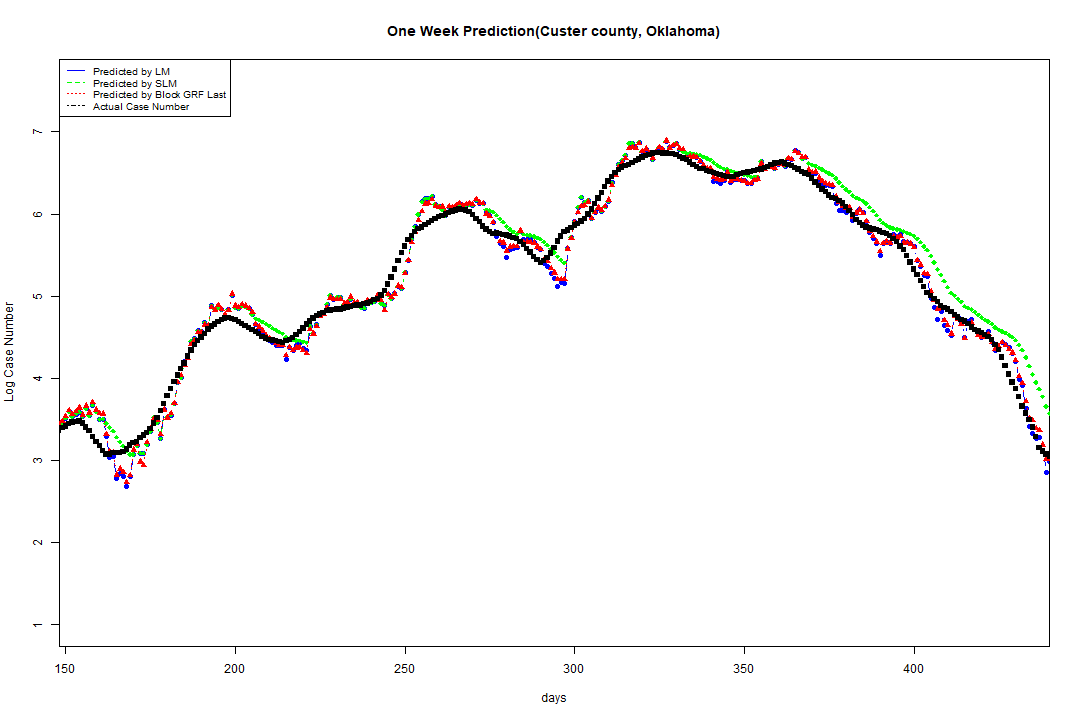 One Week Prediction(Custer county, Oklahoma)
Predicted by LM
Predicted by SLM
Predicted by Block GRF Last
Actual Case Number
7
6
5
4
3
2
1
Log Case Number
150 200 250 300 350 400
days